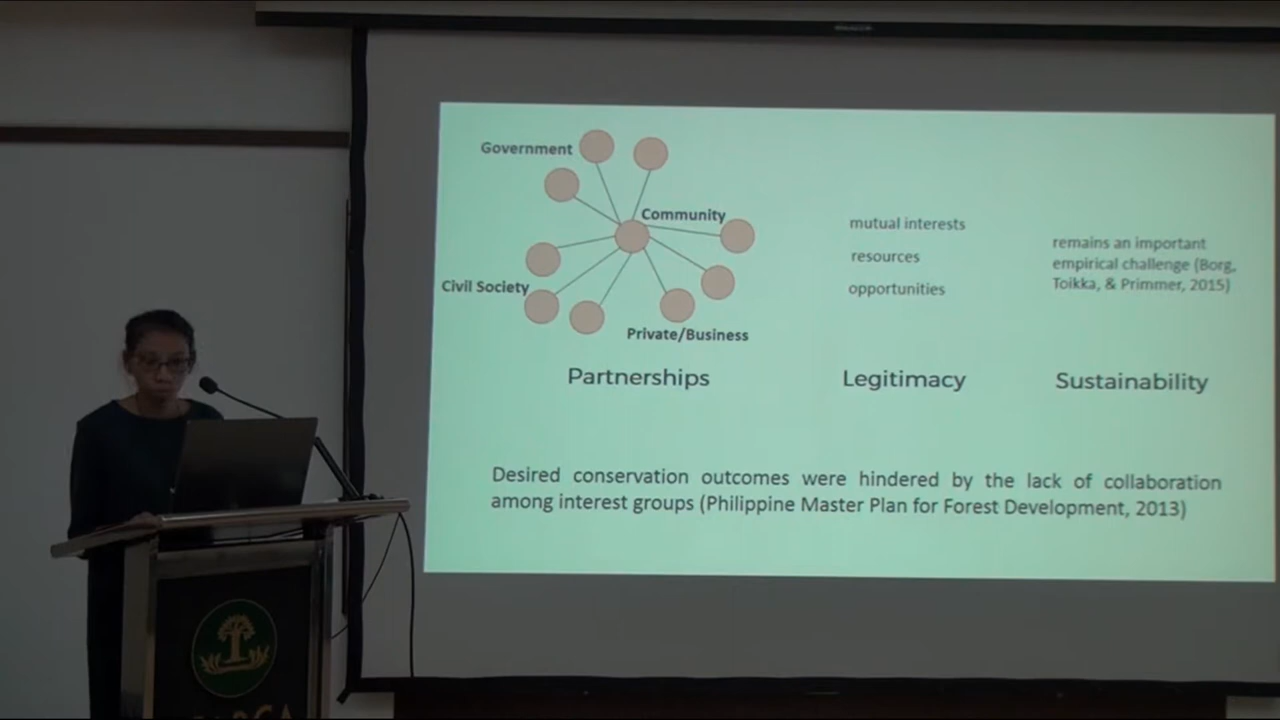 Government
Community
Civil Society
Private/Business
Partnerships
mutual interests
resources
opportunities
Legitimacy
remains an important
empirical challenge (Borg,
Toikka, & Primmer, 2015)
Sustainability
Desired conservation outcomes were hindered by the lack of collaboration
among interest groups (Philippine Master Plan for Forest Development, 2013)